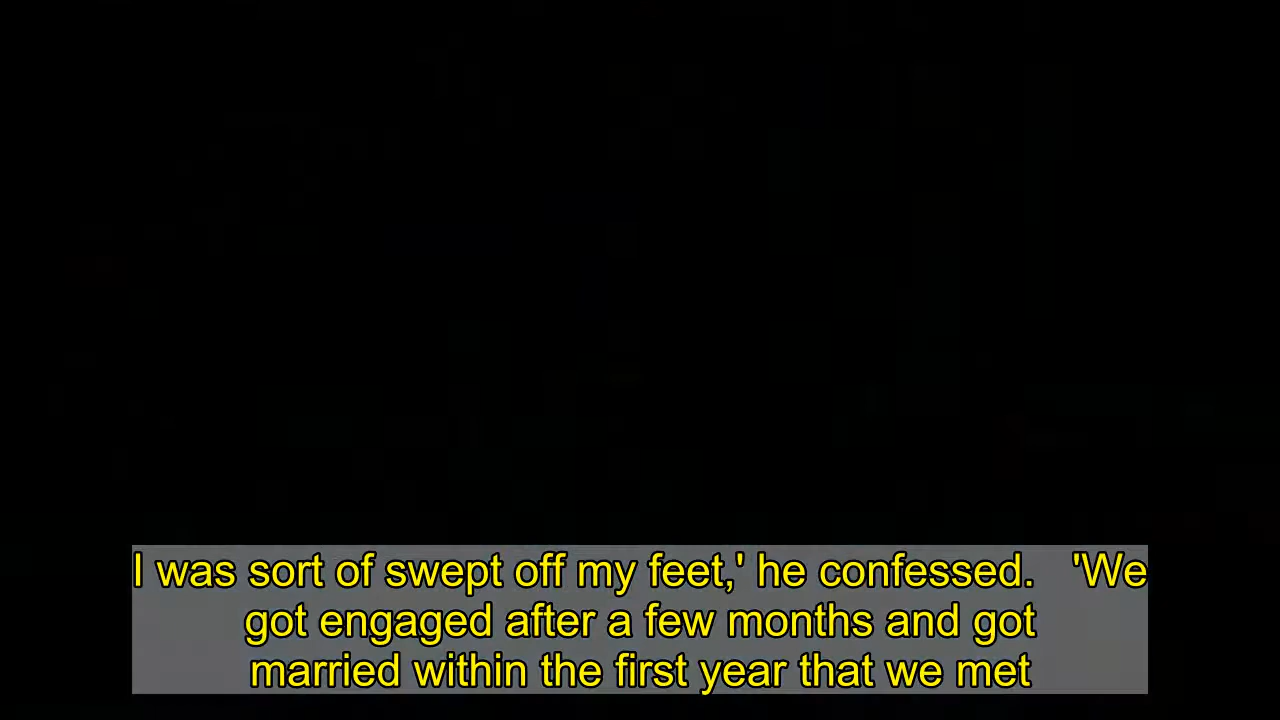 I was sort of swept off my feet,' he confessed.   'We
got engaged after a few months and got
married within the first year that we met